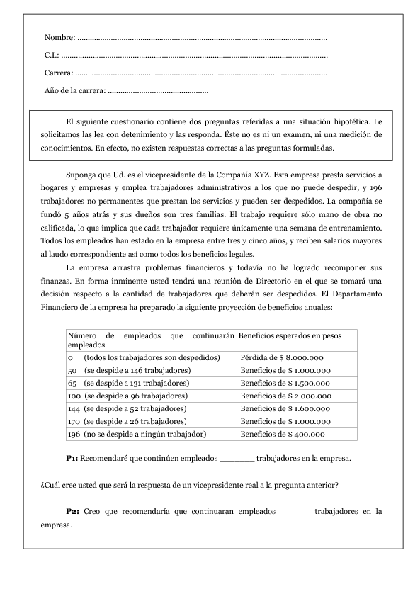 Nombre: ............................................................
C.I.: ............................................................
Carrera: ............................................................
Año de la carrera: ........................................
El siguiente cuestionario contiene dos preguntas referidas a una situación hipotética. Le
solicitamos las lea con detenimiento y las responda. Éste no es ni un examen, ni una medición de
conocimientos. En efecto, no existen respuestas correctas a las preguntas formuladas.
Suponga que Ud. es el vicepresidente de la Compañía XYZ. Esta empresa presta servicios a
hogares y empresas y emplea trabajadores administrativos a los que no puede despedir, y 196
trabajadores no permanentes que prestan los servicios y pueden ser despedidos. La compañía se
fundó 5 años atrás y sus dueños son tres familias. El trabajo requiere sólo mano de obra no
calificada, lo que implica que cada trabajador requiere únicamente una semana de entrenamiento.
Todos los empleados han estado en la empresa entre tres y cinco años, y reciben salarios mayores
al laudo correspondiente así como todos los beneficios legales.
La empresa arrastra problemas financieros y todavía no ha logrado recomponer sus
finanzas. En forma inminente usted tendrá una reunión de Directorio en el que se tomará una
decisión respecto a la cantidad de trabajadores que deberán ser despedidos. El Departamento
Financiero de la empresa ha preparado la siguiente proyección de beneficios anuales:
Número de empleados que continuarán Beneficios esperados en pesos
empleados
0 (todos los trabajadores son despedidos) Pérdida de $ 8.000.000
50 (se despide a 146 trabajadores) Beneficios de $ 1.000.000
65 (se despide a 131 trabajadores) Beneficios de $ 1.500.000
100 (se despide a 96 trabajadores) Beneficios de $ 2.000.000
144 (se despide a 52 trabajadores) Beneficios de $ 1.600.000
170 (se despide a 26 trabajadores) Beneficios de $ 1.000.000
196 (no se despide a ningún trabajador) Beneficios de $ 400.000
P1: Recomendaré que continúen empleados ________ trabajadores en la empresa.
¿Cuál cree usted que será la respuesta de un vicepresidente real a la pregunta anterior?
P2: Creo que recomendaría que continuaran empleados ________ trabajadores en la
empresa.